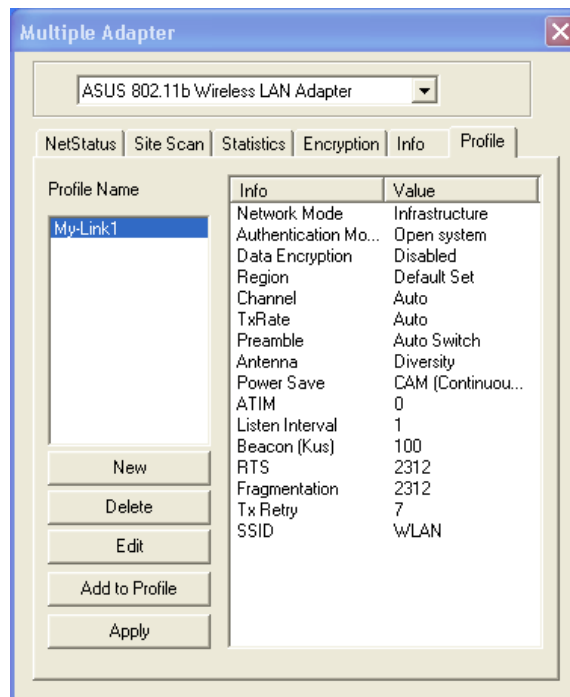 Multiple Adapter
ASUS 802.11b Wireless LAN Adapter
NetStatus Site Scan Statistics Encryption Info Profile
Profile Name
My-Link1
New
Delete
Edit
Add to Profile
Apply
Info Value
Network Mode Infrastructure
Authentication Mo... Open system
Data Encryption Disabled
Region Default Set
Channel Auto
TxRate Auto
Preamble Auto Switch
Antenna Diversity
Power Save CAM (Continuou...
ATIM 0
Listen Interval 1
Beacon (Kus) 100
RTS 2312
Fragmentation 2312
Tx Retry 7
SSID WLAN